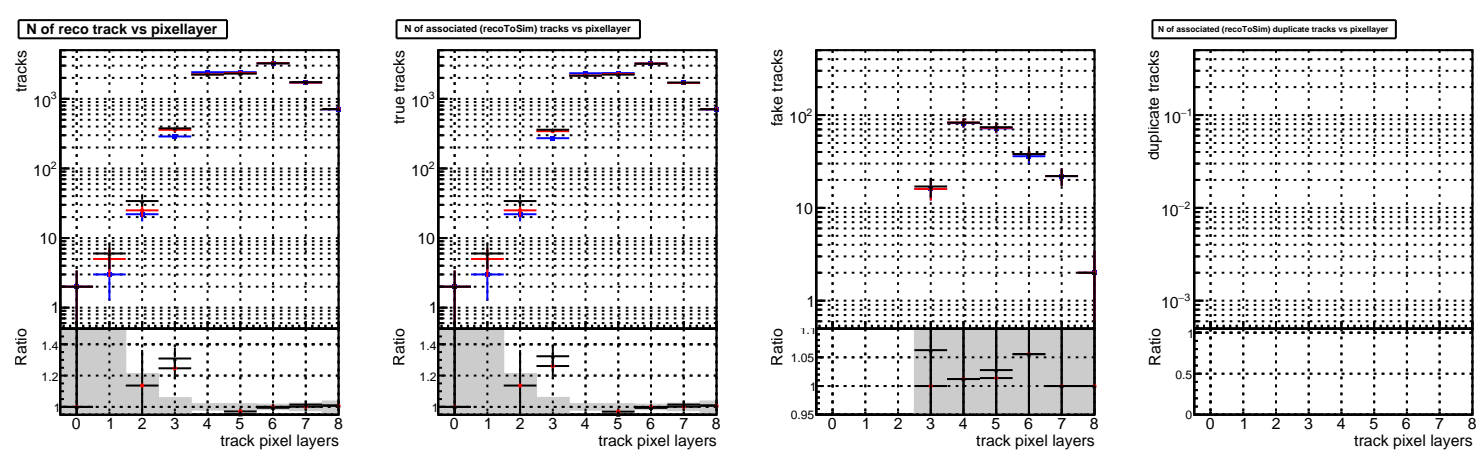 N of reco track vs pixellayer
tracks
10³
10²
10
1
Ratio
1.4
1.2
1
0 1 2 3 4 5 6 7 8
track pixel layers
N of associated (recoToSim) tracks vs pixellayer
true tracks
10³
10²
10
1
Ratio
1.4
1.2
1
0 1 2 3 4 5 6 7 8
track pixel layers
fake tracks
10²
10
1
Ratio
1.1
1.05
1
0.95
0 1 2 3 4 5 6 7 8
track pixel layers
N of associated (recoToSim) duplicate tracks vs pixellayer
duplicate tracks
10⁻¹
10⁻²
10⁻³
Ratio
1
0.5
0
0 1 2 3 4 5 6 7 8
track pixel layers